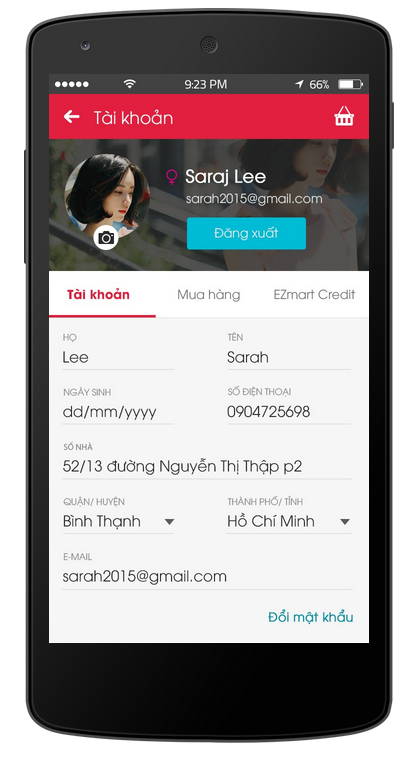 9:23 PM 66%
Tài khoản
Saraj Lee
sarah2015@gmail.com
Đăng xuất
Tài khoản Mua hàng EZmart Credit
HỌ TÊN
Lee Sarah
NGÀY SINH SỐ ĐIỆN THOẠI
dd/mm/yyyy 0904725698
SỐ NHÀ
52/13 đường Nguyễn Thị Thập p2
QUẬN/ HUYỆN THÀNH PHỐ/ TỈNH
Bình Thạnh Hồ Chí Minh
E-MAIL
sarah2015@gmail.com
Đổi mật khẩu